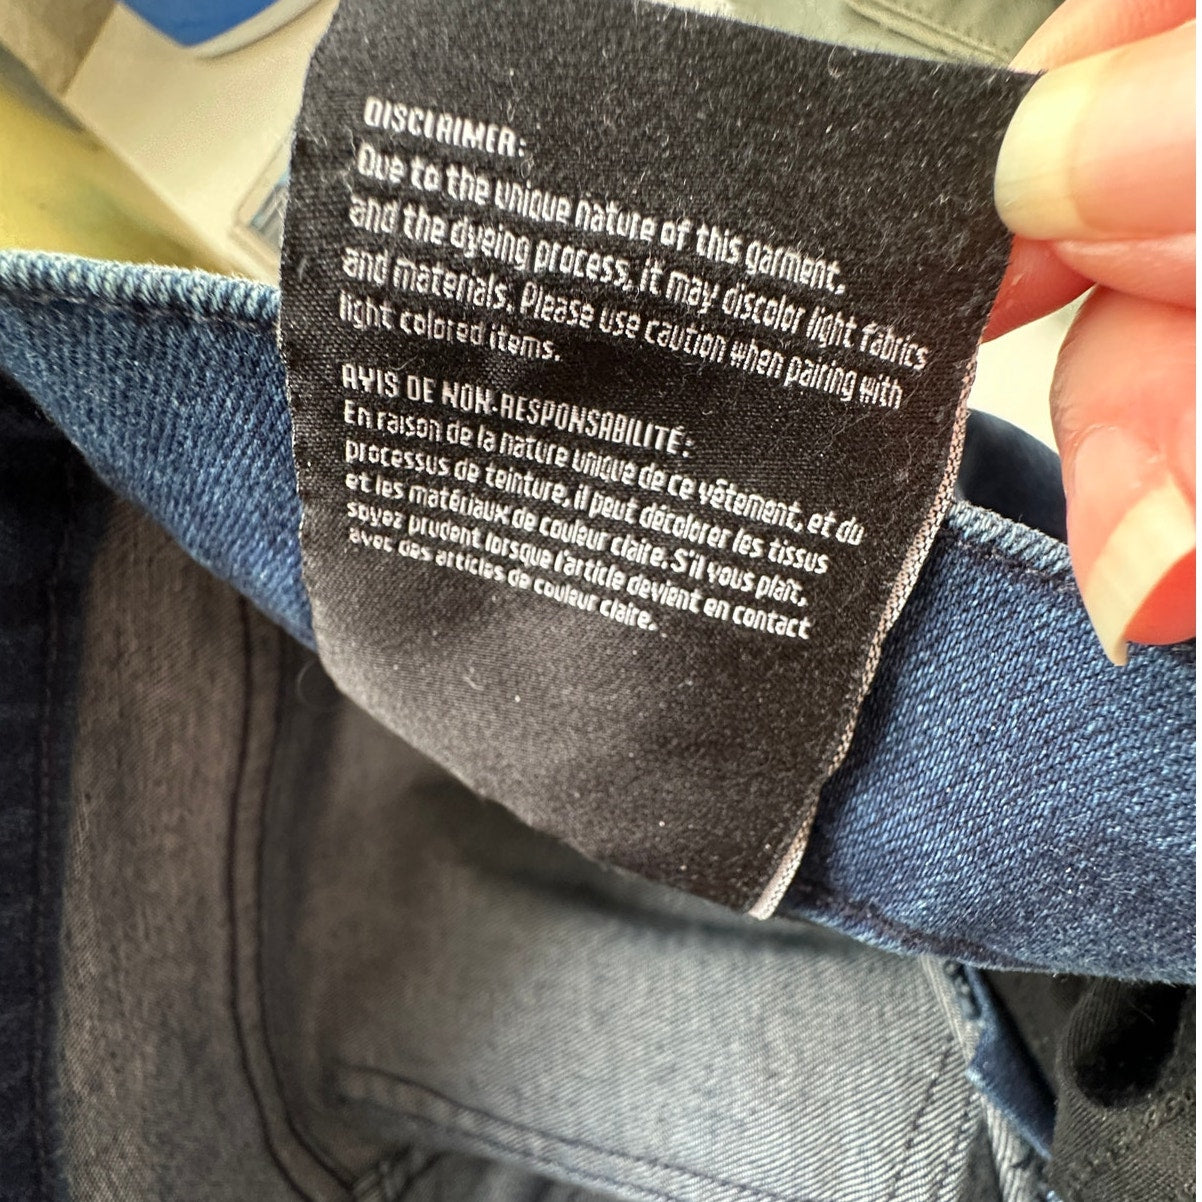 DISCLAIMER:
Due to the unique nature of this garment,
and the dyeing process, it may discolor light fabrics
and materials. Please use caution when pairing with
light colored items.
AVIS DE NON-RESPONSABILITÉ:
En raison de la nature unique de ce vêtement, et du
processus de teinture, il peut décolorer les tissus
et les matériaux de couleur claire. S'il vous plaît,
soyez prudent lorsque l'article devient en contact
avec des articles de couleur claire.